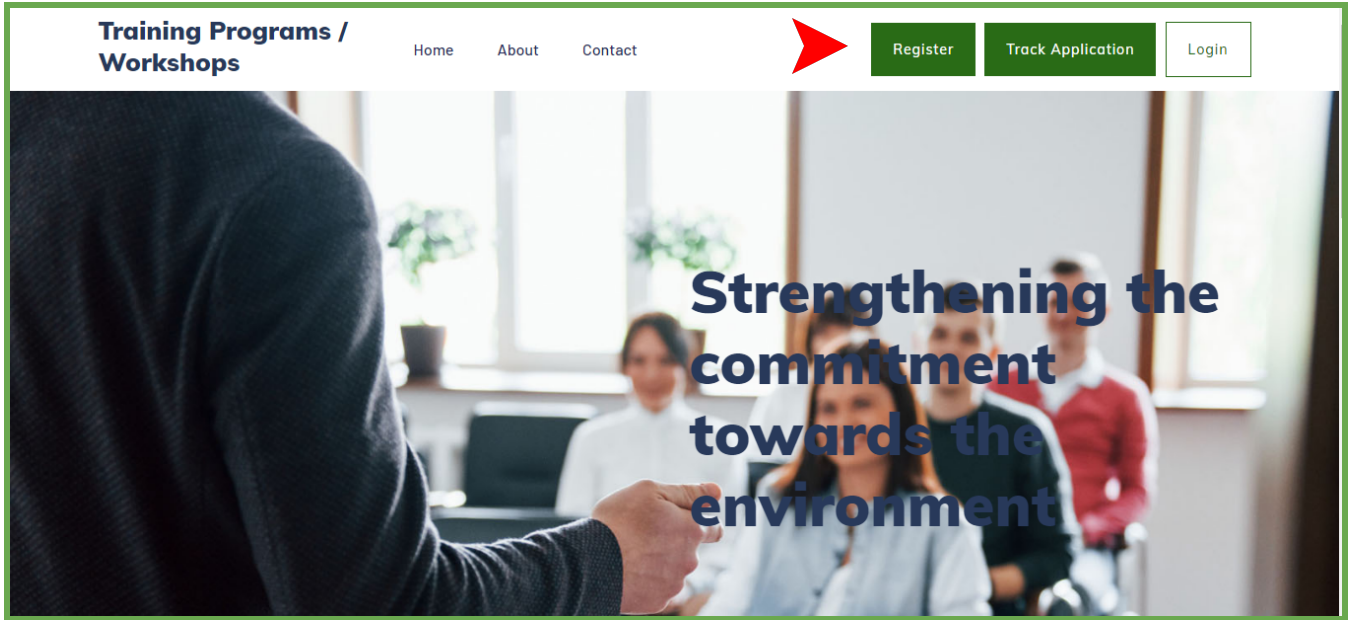 Training Programs /
Workshops
Home About Contact
Register Track Application Login
Strengthening the
commitment
towards the
environment